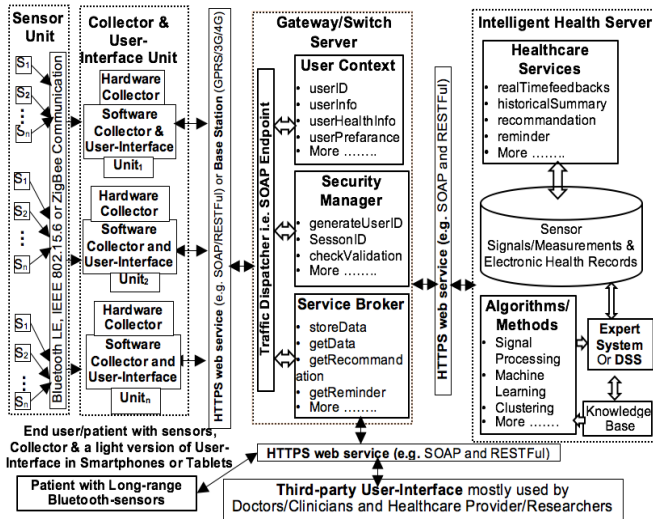 Sensor
Unit
S1
S2
Sn
S1
S2
Sn
S1
S2
Sn
Bluetooth LE, IEEE 802.15.6 or ZigBee Communication
Collector &
User-
Interface Unit
Hardware
Collector
Software
Collector &
User-Interface
Unit1
Hardware
Collector
Software
Collector and
User-Interface
Unit2
Hardware
Collector
Software
Collector and
User-Interface
Unitn
End user/patient with sensors,
Collector & a light version of User-
Interface in Smartphones or Tablets
HTTPS web service (e.g. SOAP/RESTFul) or Base Station (GPRS/3G/4G)
Gateway/Switch
Server
Traffic Dispatcher i.e. SOAP Endpoint
User Context
• userID
• userInfo
• userHealthInfo
• userPrefarance
• More ........
Security
Manager
• generateUserID
• SessonID
• checkValidation
• More ........
Service Broker
• storeData
• getData
• getRecommand
ation
• getReminder
• More ........
HTTPS web service (e.g. SOAP and RESTFul)
Intelligent Health Server
Healthcare
Services
• realTimefeedbacks
• historicalSummary
• recommandation
• reminder
• More ........
Sensor
Signals/Measurements &
Electronic Health Records
Algorithms/
Methods
• Signal
Processing
• Machine
Learning
• Clustering
• More .......
Expert
System
Or DSS
Knowledge
Base
HTTPS web service (e.g. SOAP and RESTFul)
Patient with Long-range
Bluetooth-sensors
Third-party User-Interface mostly used by
Doctors/Clinicians and Healthcare Provider/Researchers